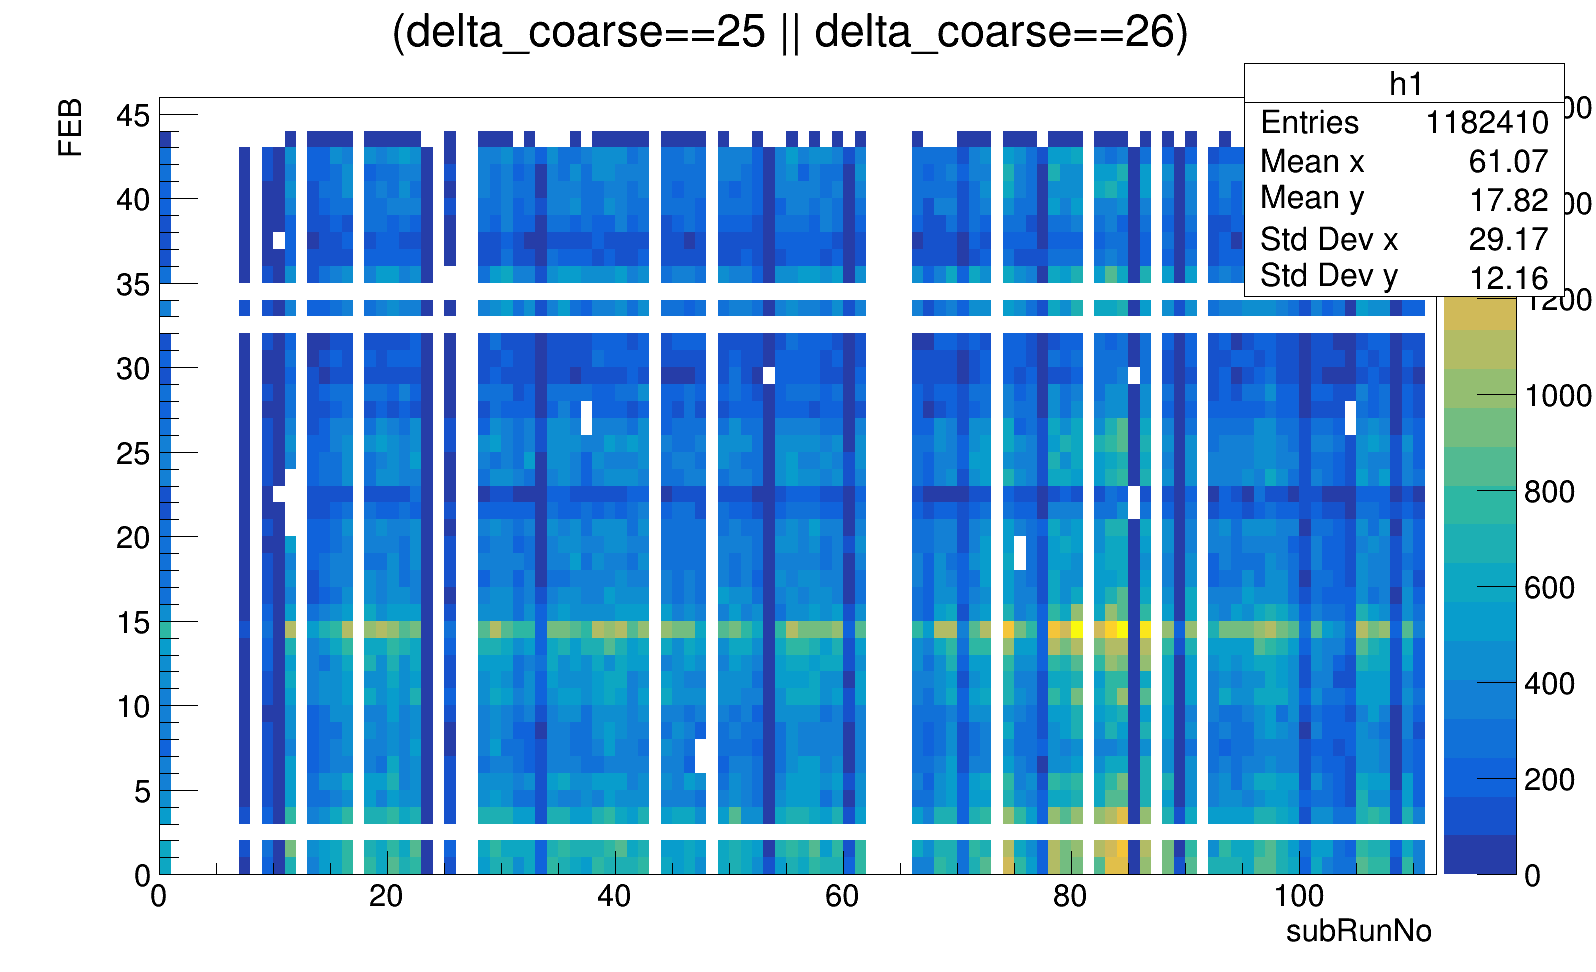 (delta_coarse==25 || delta_coarse==26)
h1
Entries 1182410
Mean x 61.07
Mean y 17.82
Std Dev x 29.17
Std Dev y 12.16
FEB
45
40
35
30
25
20
15
10
5
0
0 20 40 60 80 100
subRunNo
1200
1000
800
600
400
200
0